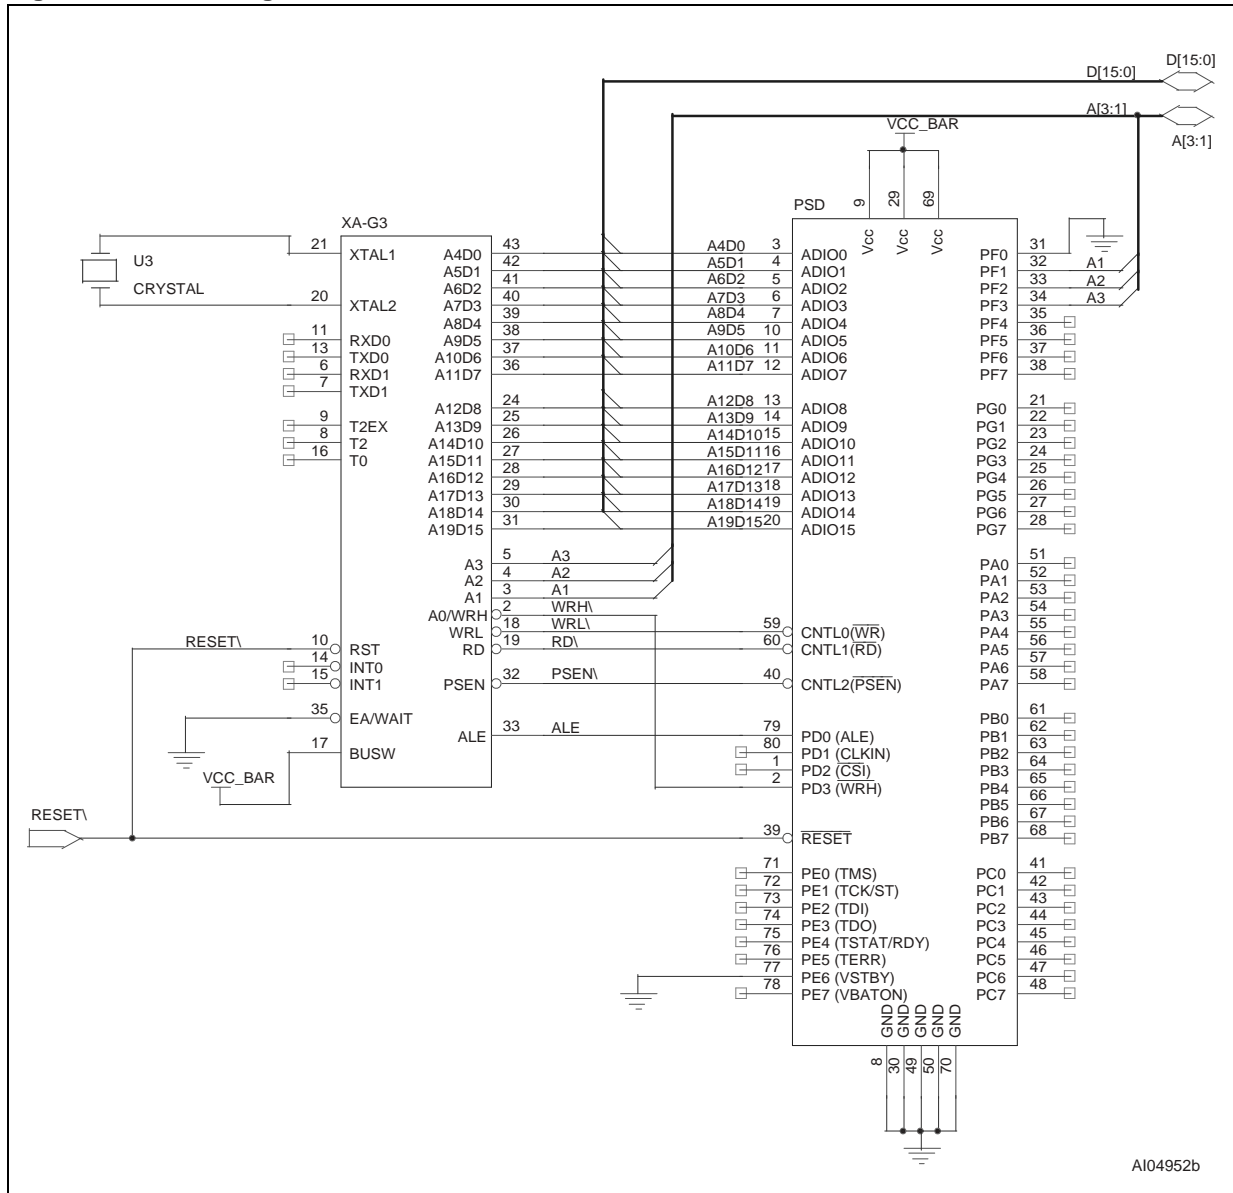 D[15:0]
D[15:0]
A[3:1]
A[3:1]
VCC_BAR
PSD
9 29 69
Vcc Vcc Vcc
XA-G3
U3
CRYSTAL
21 XTAL1
20 XTAL2
11 RXD0
13 TXD0
6 RXD1
7 TXD1
9 T2EX
8 T2
16 T0
RESET\ 10 RST
14 INT0
15 INT1
35 EA/WAIT
17 BUSW
VCC_BAR
RESET\
A4D0 43
A5D1 42
A6D2 41
A7D3 40
A8D4 39
A9D5 38
A10D6 37
A11D7 36
A12D8 24
A13D9 25
A14D10 26
A15D11 27
A16D12 28
A17D13 29
A18D14 30
A19D15 31
A3 5 A3
A2 4 A2
A1 3 A1
A0/WRH 2 WRH\
WRL 18 WRL\
RD 19 RD\
PSEN 32 PSEN\
ALE 33 ALE
A4D0 3 ADIO0
A5D1 4 ADIO1
A6D2 5 ADIO2
A7D3 6 ADIO3
A8D4 7 ADIO4
A9D5 10 ADIO5
A10D6 11 ADIO6
A11D7 12 ADIO7
A12D8 13 ADIO8
A13D9 14 ADIO9
A14D10 15 ADIO10
A15D11 16 ADIO11
A16D12 17 ADIO12
A17D13 18 ADIO13
A18D14 19 ADIO14
A19D15 20 ADIO15
59 CNTL0(WR)
60 CNTL1(RD)
40 CNTL2(PSEN)
79 PD0 (ALE)
80 PD1 (CLKIN)
1 PD2 (CSI)
2 PD3 (WRH)
39 RESET
71 PE0 (TMS)
72 PE1 (TCK/ST)
73 PE2 (TDI)
74 PE3 (TDO)
75 PE4 (TSTAT/RDY)
76 PE5 (TERR)
77 PE6 (VSTBY)
78 PE7 (VBATON)
PF0 31
PF1 32 A1
PF2 33 A2
PF3 34 A3
PF4 35
PF5 36
PF6 37
PF7 38
PG0 21
PG1 22
PG2 23
PG3 24
PG4 25
PG5 26
PG6 27
PG7 28
PA0 51
PA1 52
PA2 53
PA3 54
PA4 55
PA5 56
PA6 57
PA7 58
PB0 61
PB1 62
PB2 63
PB3 64
PB4 65
PB5 66
PB6 67
PB7 68
PC0 41
PC1 42
PC2 43
PC3 44
PC4 45
PC5 46
PC6 47
PC7 48
GND GND GND GND GND
8 30 49 50 70
AI04952b